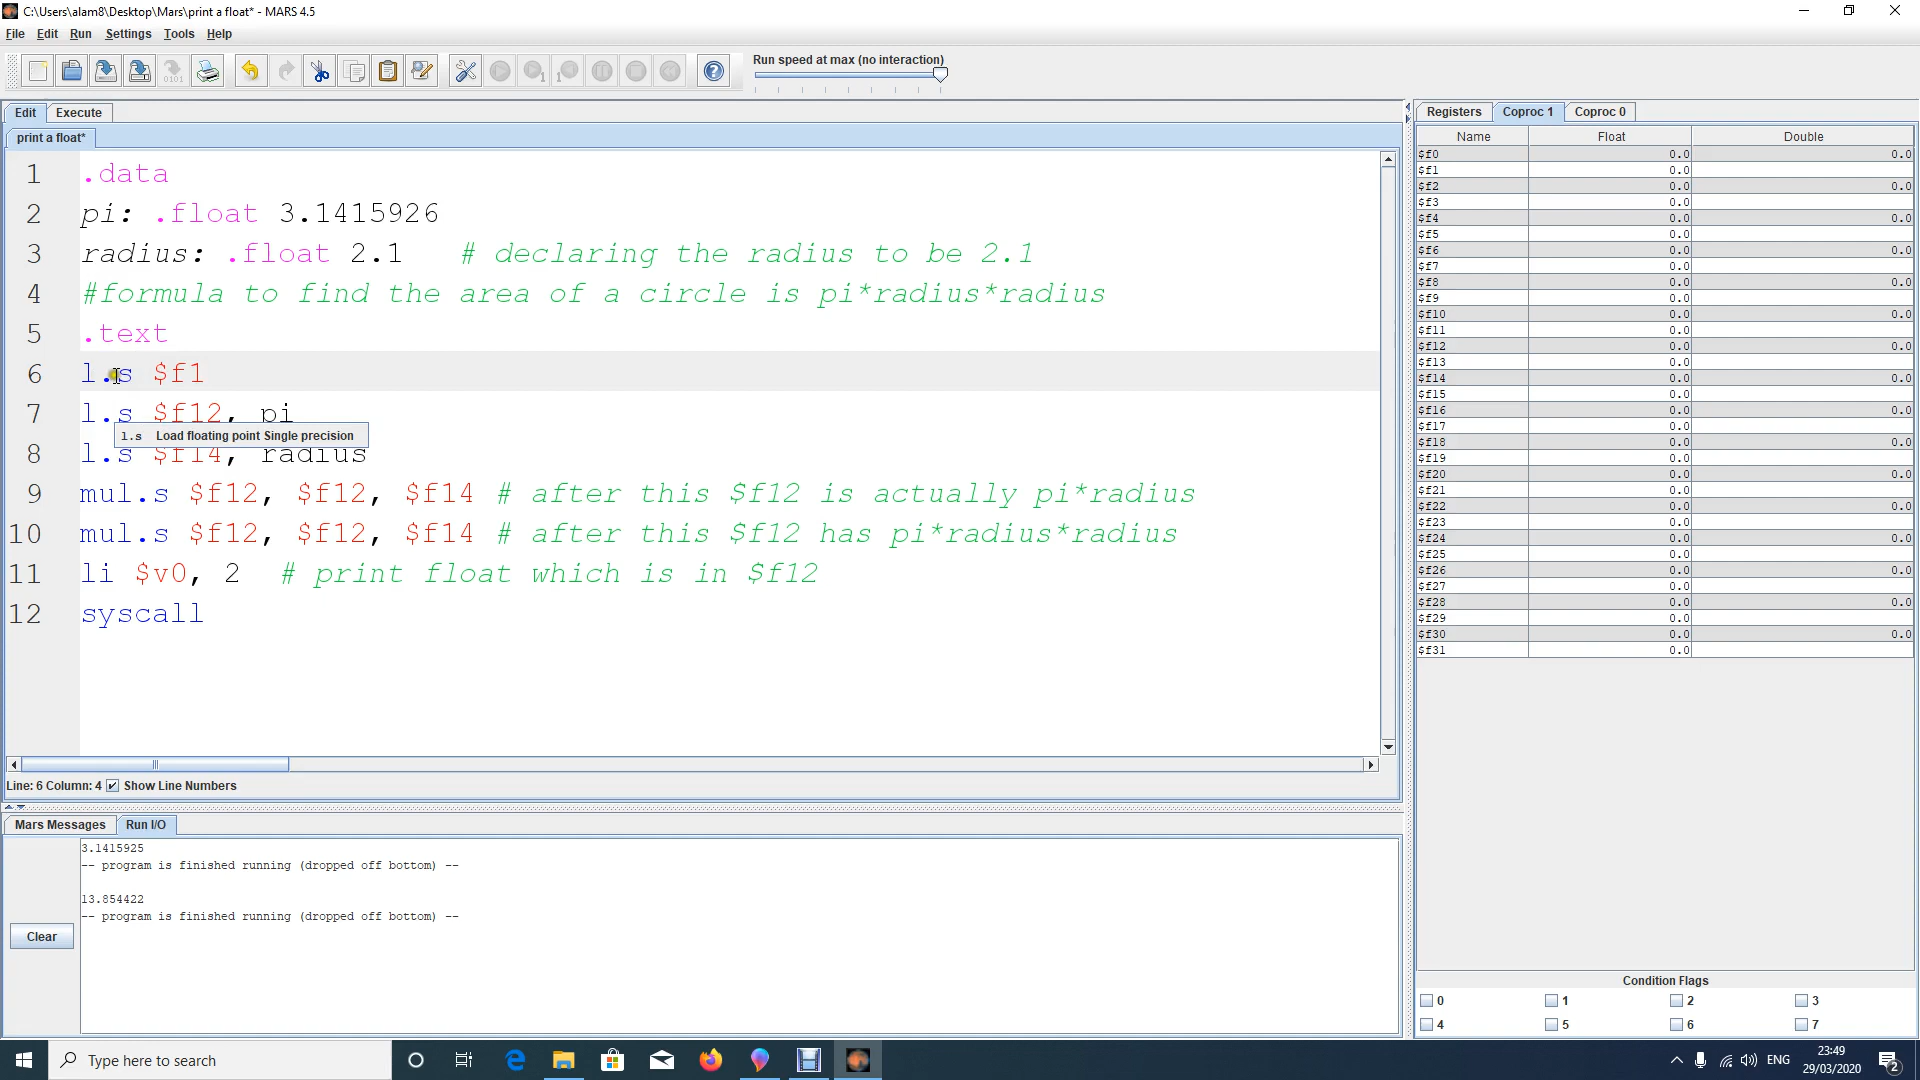 C:\Users\alam8\Desktop\Mars\print a float* - MARS 4.5
File Edit Run Settings Tools Help
Run speed at max (no interaction)
Edit Execute
print a float*
1 .data
2 pi: .float 3.1415926
3 radius: .float 2.1 # declaring the radius to be 2.1
4 #formula to find the area of a circle is pi*radius*radius
5 .text
6 l.s $f1
7 l.s $f12, pi
l.s Load floating point Single precision
8 l.s $f14, radius
9 mul.s $f12, $f12, $f14 # after this $f12 is actually pi*radius
10 mul.s $f12, $f12, $f14 # after this $f12 has pi*radius*radius
11 li $v0, 2 # print float which is in $f12
12 syscall
Line: 6 Column: 4 Show Line Numbers
Mars Messages Run I/O
3.1415925
-- program is finished running (dropped off bottom) --
13.854422
-- program is finished running (dropped off bottom) --
Clear
Registers Coproc 1 Coproc 0
Name Float Double
$f0 0.0 0.0
$f1 0.0
$f2 0.0 0.0
$f3 0.0
$f4 0.0 0.0
$f5 0.0
$f6 0.0 0.0
$f7 0.0
$f8 0.0 0.0
$f9 0.0
$f10 0.0 0.0
$f11 0.0
$f12 0.0 0.0
$f13 0.0
$f14 0.0 0.0
$f15 0.0
$f16 0.0 0.0
$f17 0.0
$f18 0.0 0.0
$f19 0.0
$f20 0.0 0.0
$f21 0.0
$f22 0.0 0.0
$f23 0.0
$f24 0.0 0.0
$f25 0.0
$f26 0.0 0.0
$f27 0.0
$f28 0.0 0.0
$f29 0.0
$f30 0.0 0.0
$f31 0.0
Condition Flags
0 1 2 3
4 5 6 7
Type here to search
ENG
23:49
29/03/2020
2